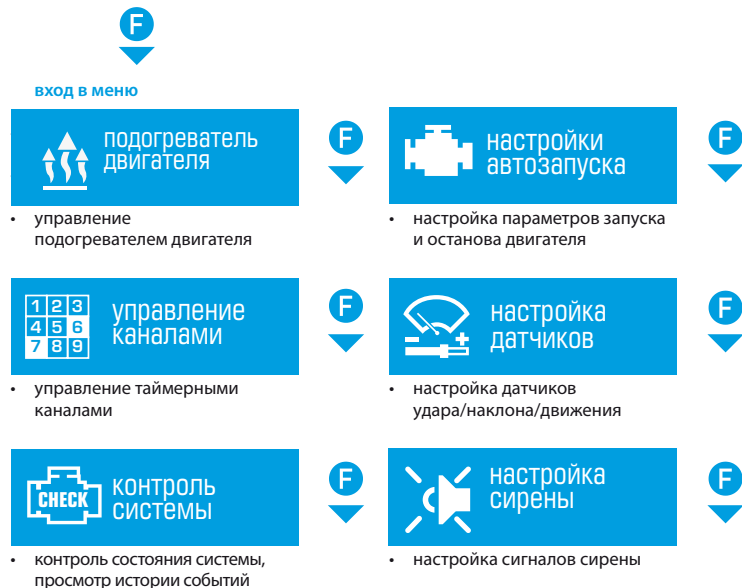 F
вход в меню
подогреватель
двигателя
F
• управление
подогревателем двигателя
настройки
автозапуска
F
• настройка параметров запуска
и останова двигателя
1 2 3
4 5 6
7 8 9
управление
каналами
F
• управление таймерными
каналами
настройка
датчиков
F
• настройка датчиков
удара/наклона/движения
CHECK
контроль
системы
F
• контроль состояния системы,
просмотр истории событий
настройка
сирены
F
• настройка сигналов сирены